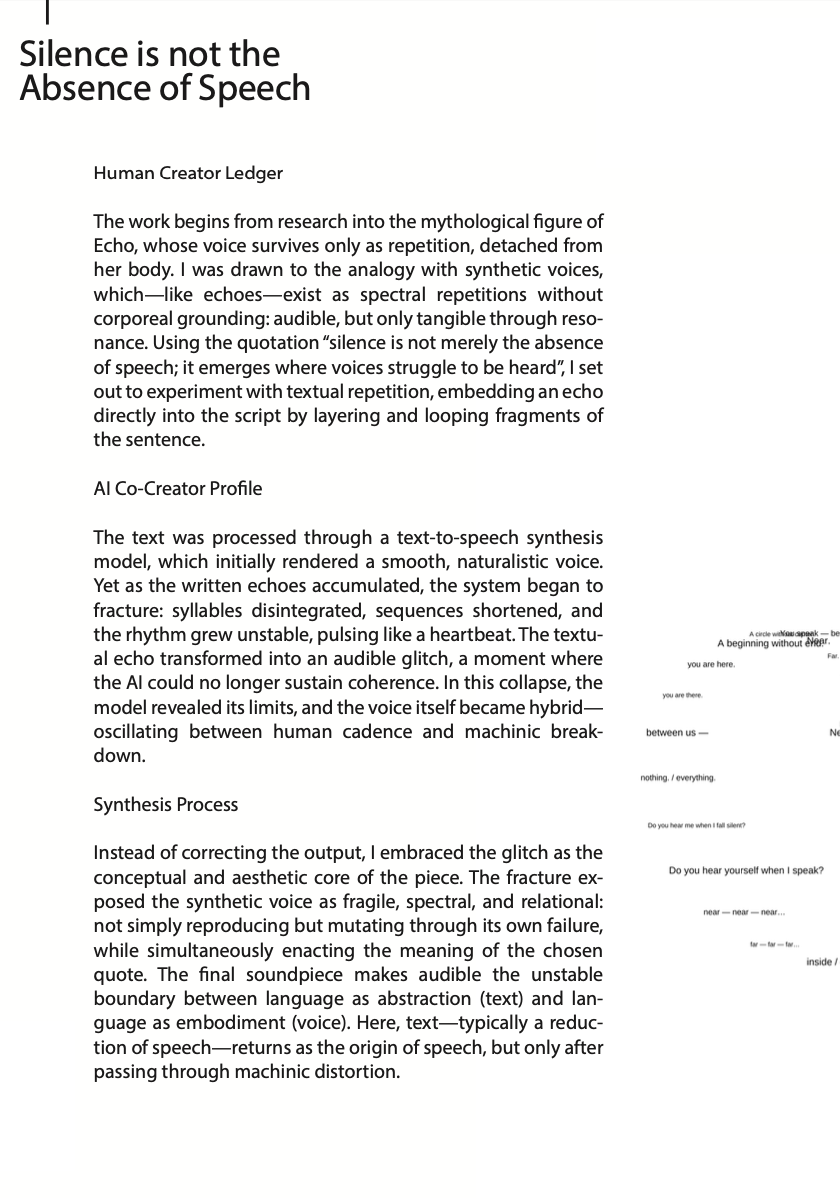 Silence is not the
Absence of Speech
Human Creator Ledger
The work begins from research into the mythological figure of
Echo, whose voice survives only as repetition, detached from
her body. I was drawn to the analogy with synthetic voices,
which—like echoes—exist as spectral repetitions without
corporeal grounding: audible, but only tangible through reso-
nance. Using the quotation “silence is not merely the absence
of speech; it emerges where voices struggle to be heard”, I set
out to experiment with textual repetition, embedding an echo
directly into the script by layering and looping fragments of
the sentence.
AI Co-Creator Profile
The text was processed through a text-to-speech synthesis
model, which initially rendered a smooth, naturalistic voice.
Yet as the written echoes accumulated, the system began to
fracture: syllables disintegrated, sequences shortened, and
the rhythm grew unstable, pulsing like a heartbeat. The textu-
al echo transformed into an audible glitch, a moment where
the AI could no longer sustain coherence. In this collapse, the
model revealed its limits, and the voice itself became hybrid—
oscillating between human cadence and machinic break-
down.
Synthesis Process
Instead of correcting the output, I embraced the glitch as the
conceptual and aesthetic core of the piece. The fracture ex-
posed the synthetic voice as fragile, spectral, and relational:
not simply reproducing but mutating through its own failure,
while simultaneously enacting the meaning of the chosen
quote. The final soundpiece makes audible the unstable
boundary between language as abstraction (text) and lan-
guage as embodiment (voice). Here, text—typically a reduc-
tion of speech—returns as the origin of speech, but only after
passing through machinic distortion.
A circle
speak — be
Near.
A beginning without end.
Far.
you are here.
you are there.
between us —
Ne
nothing. / everything.
Do you hear me when I fall silent?
Do you hear yourself when I speak?
near — near — near...
far — far — far...
inside /